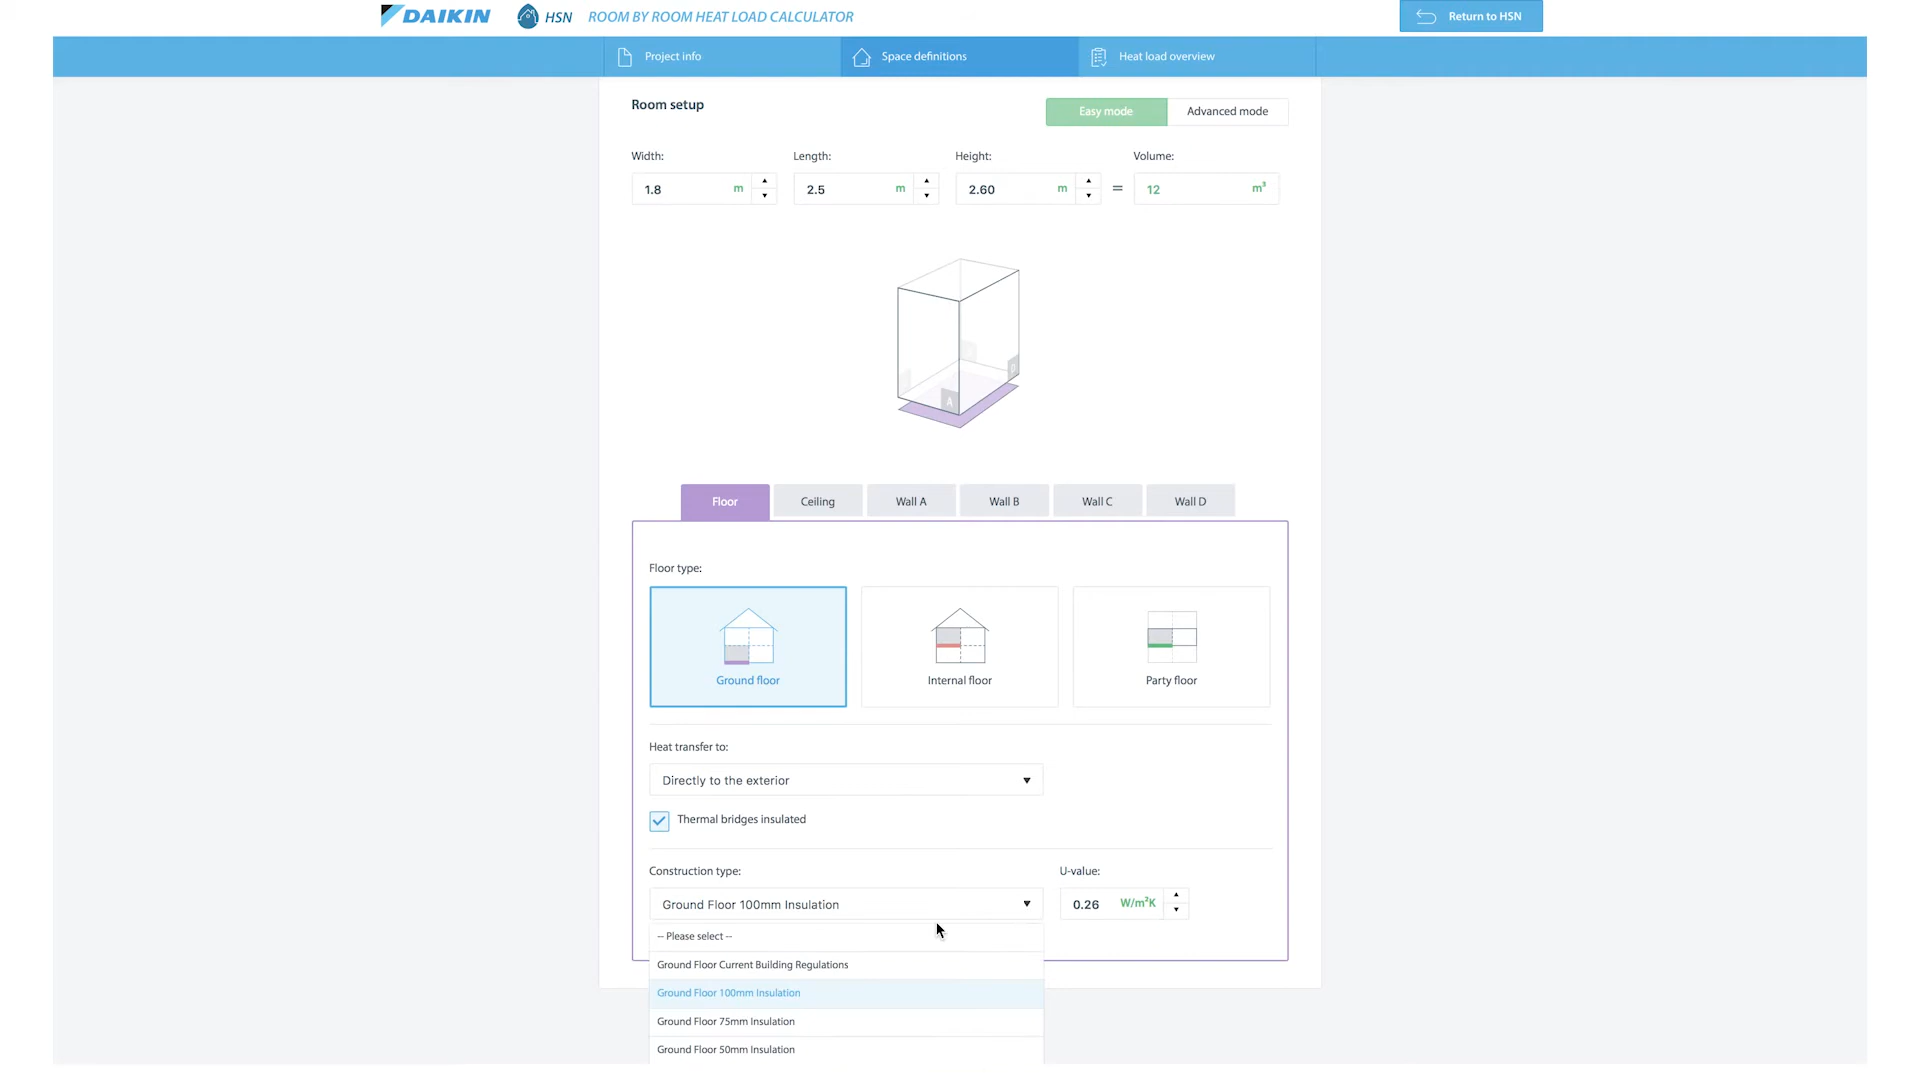 DAIKIN HSN ROOM BY ROOM HEAT LOAD CALCULATOR Return to HSN
Project info Space definitions Heat load overview
Room setup Easy mode Advanced mode
Width: Length: Height: Volume:
1.8 m 2.5 m 2.60 m = 12 m³
A
Floor Ceiling Wall A Wall B Wall C Wall D
Floor type:
Ground floor Internal floor Party floor
Heat transfer to:
Directly to the exterior
Thermal bridges insulated
Construction type: U-value:
Ground Floor 100mm Insulation 0.26 W/m²K
-- Please select --
Ground Floor Current Building Regulations
Ground Floor 100mm Insulation
Ground Floor 75mm Insulation
Ground Floor 50mm Insulation